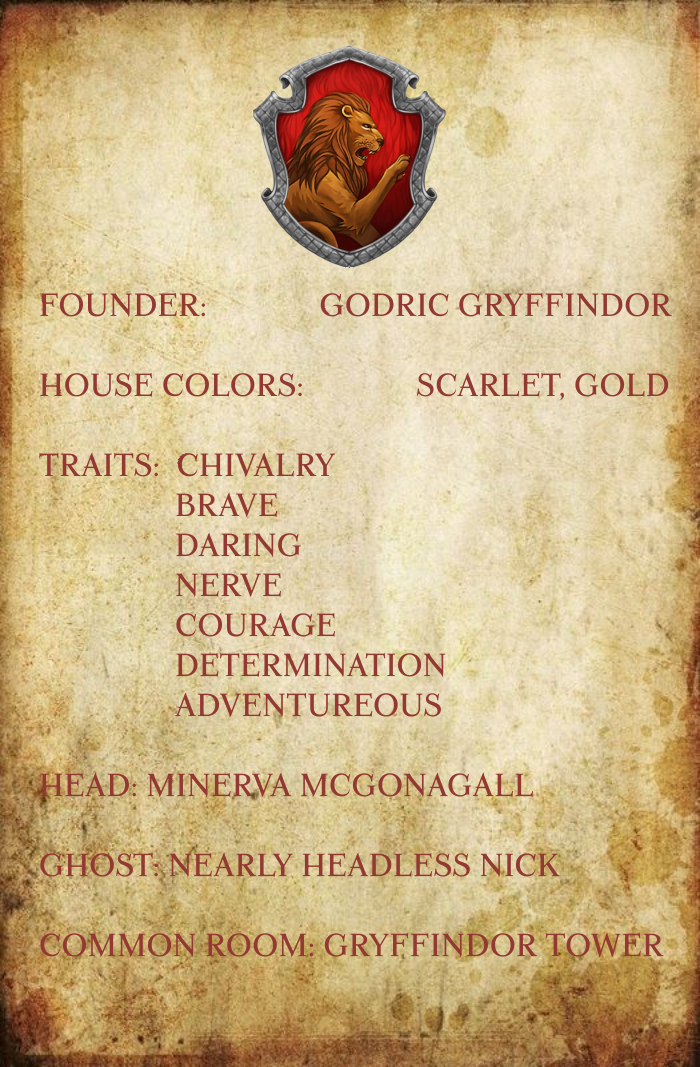 FOUNDER: GODRIC GRYFFINDOR
HOUSE COLORS: SCARLET, GOLD
TRAITS: CHIVALRY
BRAVE
DARING
NERVE
COURAGE
DETERMINATION
ADVENTUREOUS
HEAD: MINERVA MCGONAGALL
GHOST: NEARLY HEADLESS NICK
COMMON ROOM: GRYFFINDOR TOWER